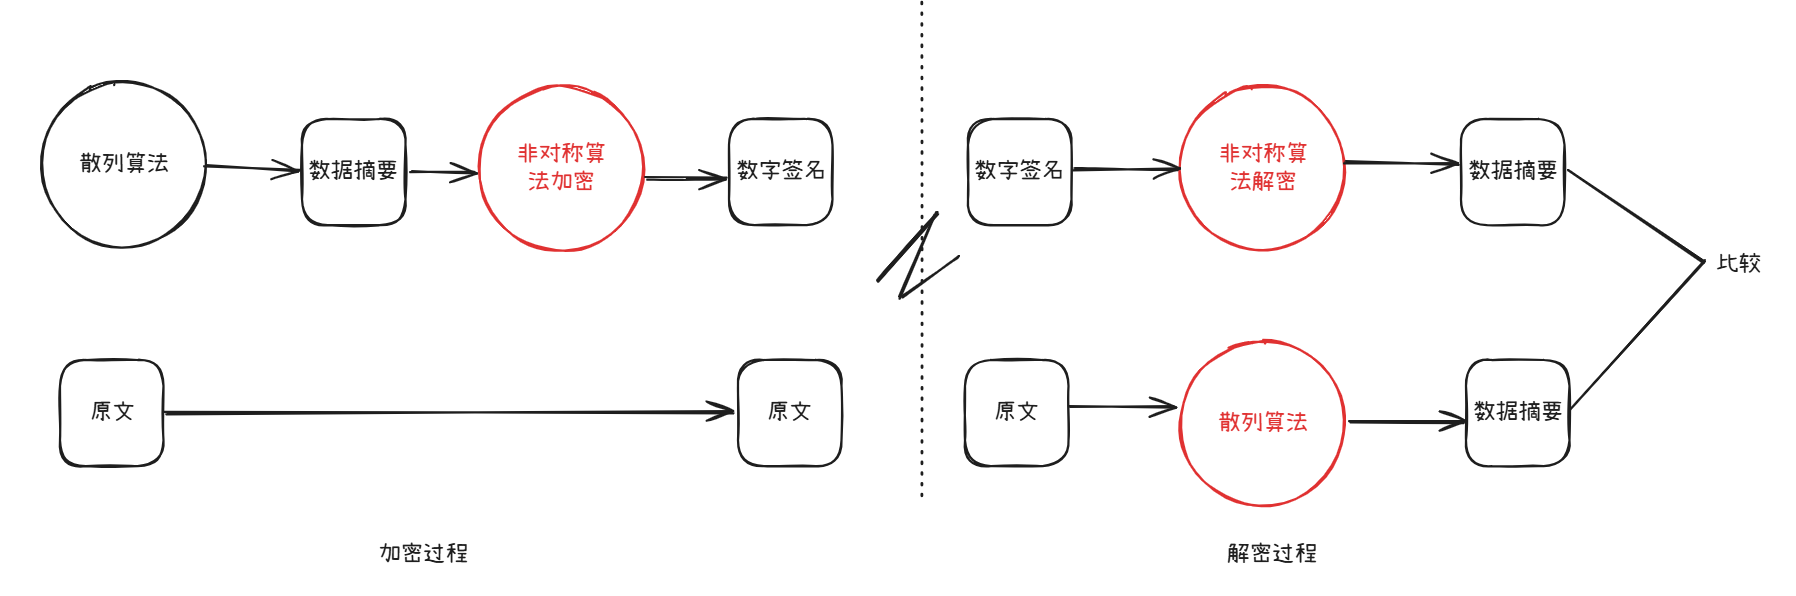 散列算法
数据摘要
非对称算
法加密
数字签名
原文
原文
加密过程
数字签名
非对称算
法解密
数据摘要
比较
原文
散列算法
数据摘要
解密过程